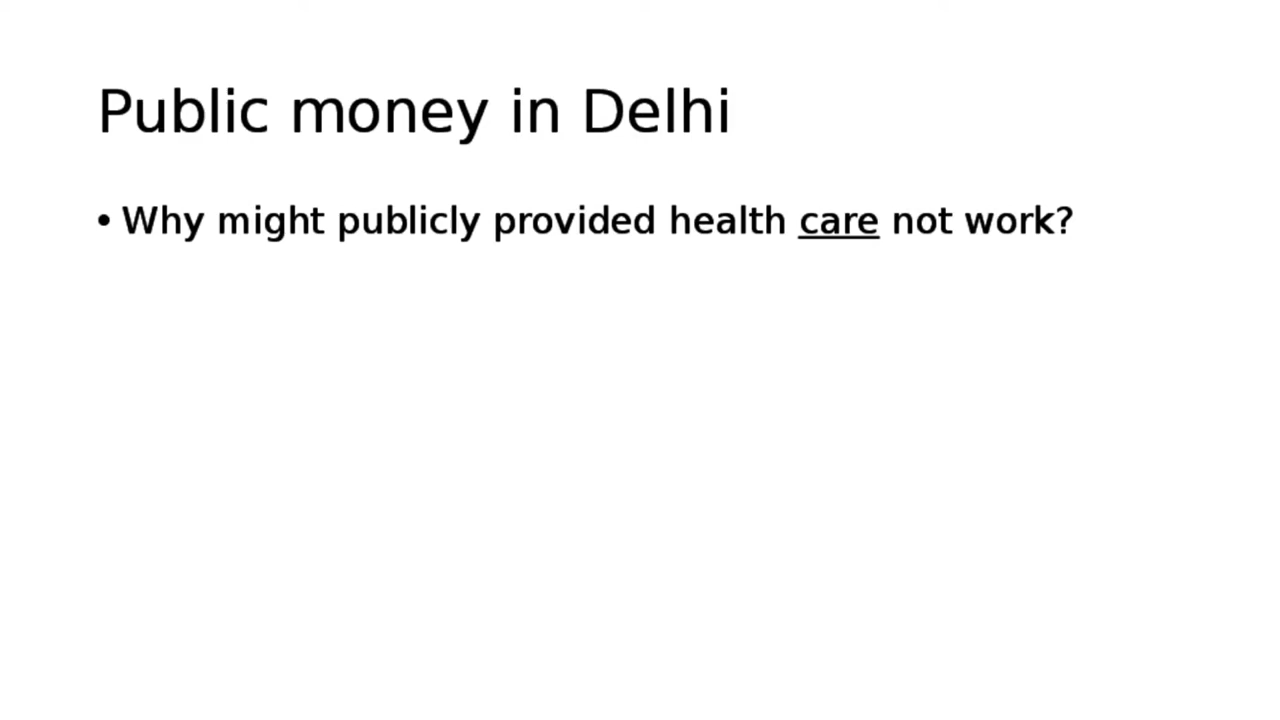 Public money in Delhi
• Why might publicly provided health care not work?